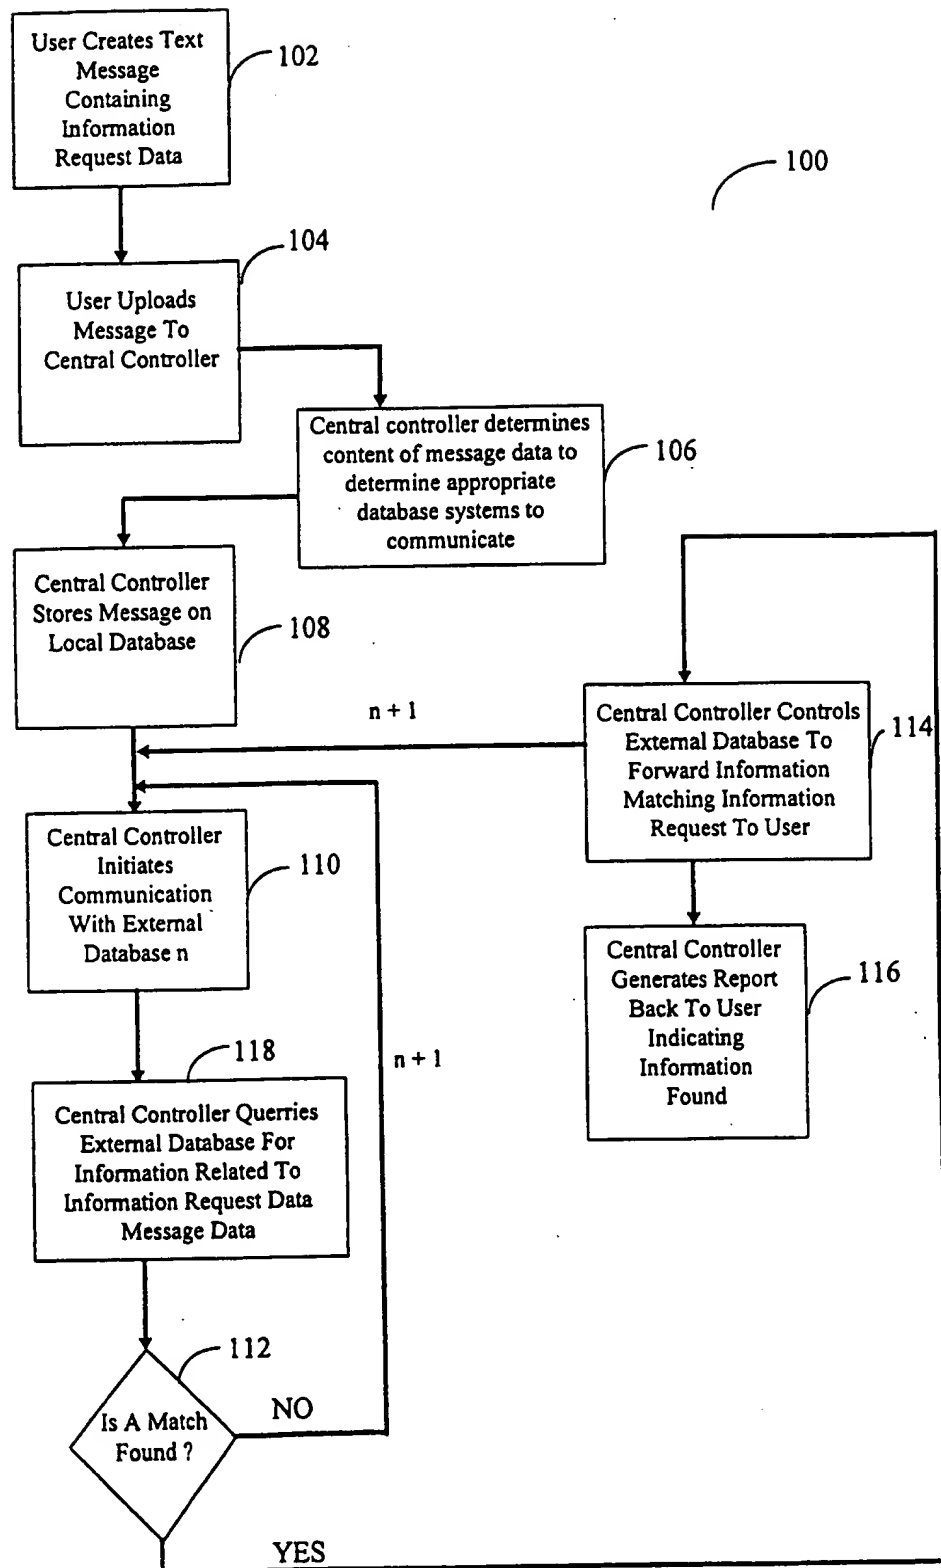 User Creates Text
Message
Containing
Information
Request Data
102
100
104
User Uploads
Message To
Central Controller
Central controller determines
content of message data to
determine appropriate
database systems to
communicate
106
Central Controller
Stores Message on
Local Database
108
n + 1
Central Controller Controls
External Database To
Forward Information
Matching Information
Request To User
114
Central Controller
Initiates
Communication
With External
Database n
110
Central Controller
Generates Report
Back To User
Indicating
Information
Found
116
118
n + 1
Central Controller Querries
External Database For
Information Related To
Information Request Data
Message Data
112
Is A Match
Found ?
NO
YES